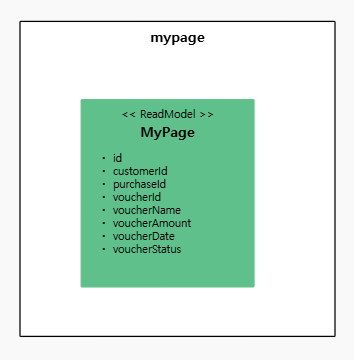 mypage
<< ReadModel >>
MyPage
· id
· customerId
· purchaseId
· voucherId
· voucherName
· voucherAmount
· voucherDate
· voucherStatus